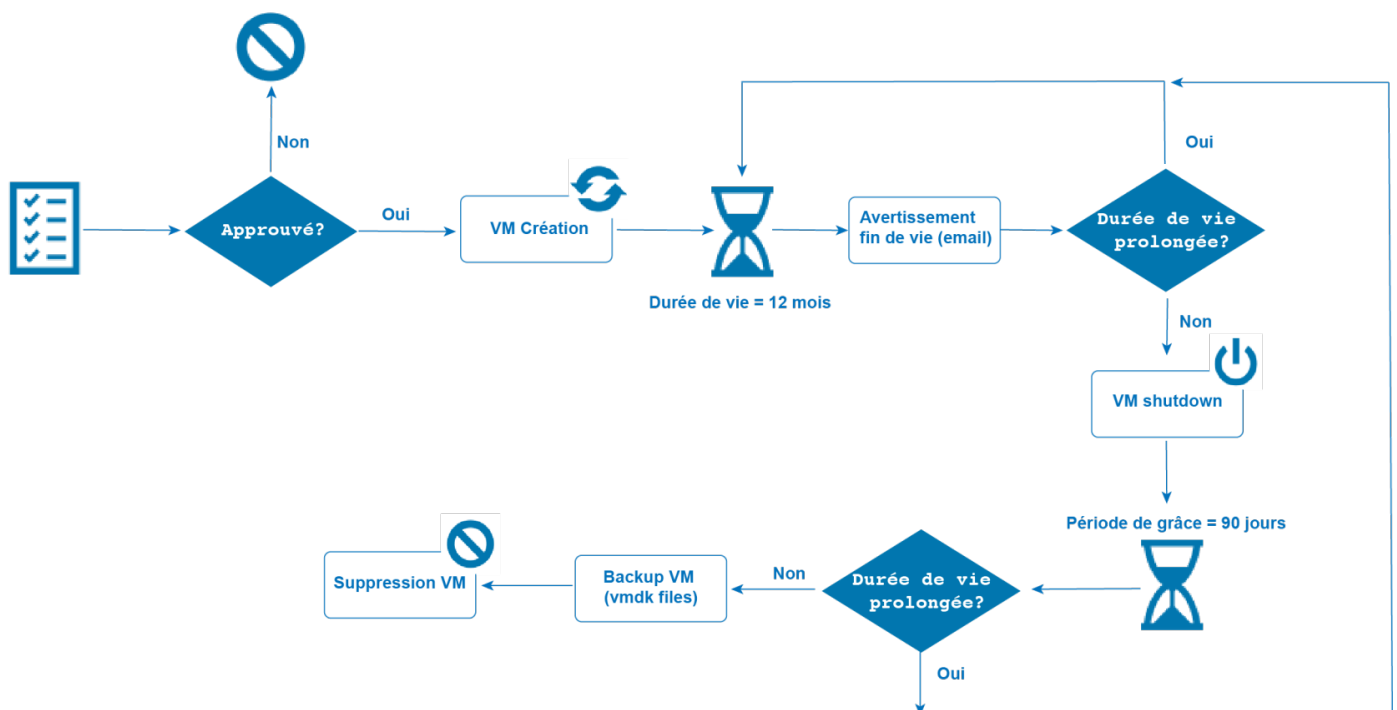 Non
Oui
Approuvé?
Oui
VM Création
Avertissement
fin de vie (email)
Durée de vie
prolongée?
Durée de vie = 12 mois
Non
VM shutdown
Période de grâce = 90 jours
Suppression VM
Backup VM
(vmdk files)
Non
Durée de vie
prolongée?
Oui